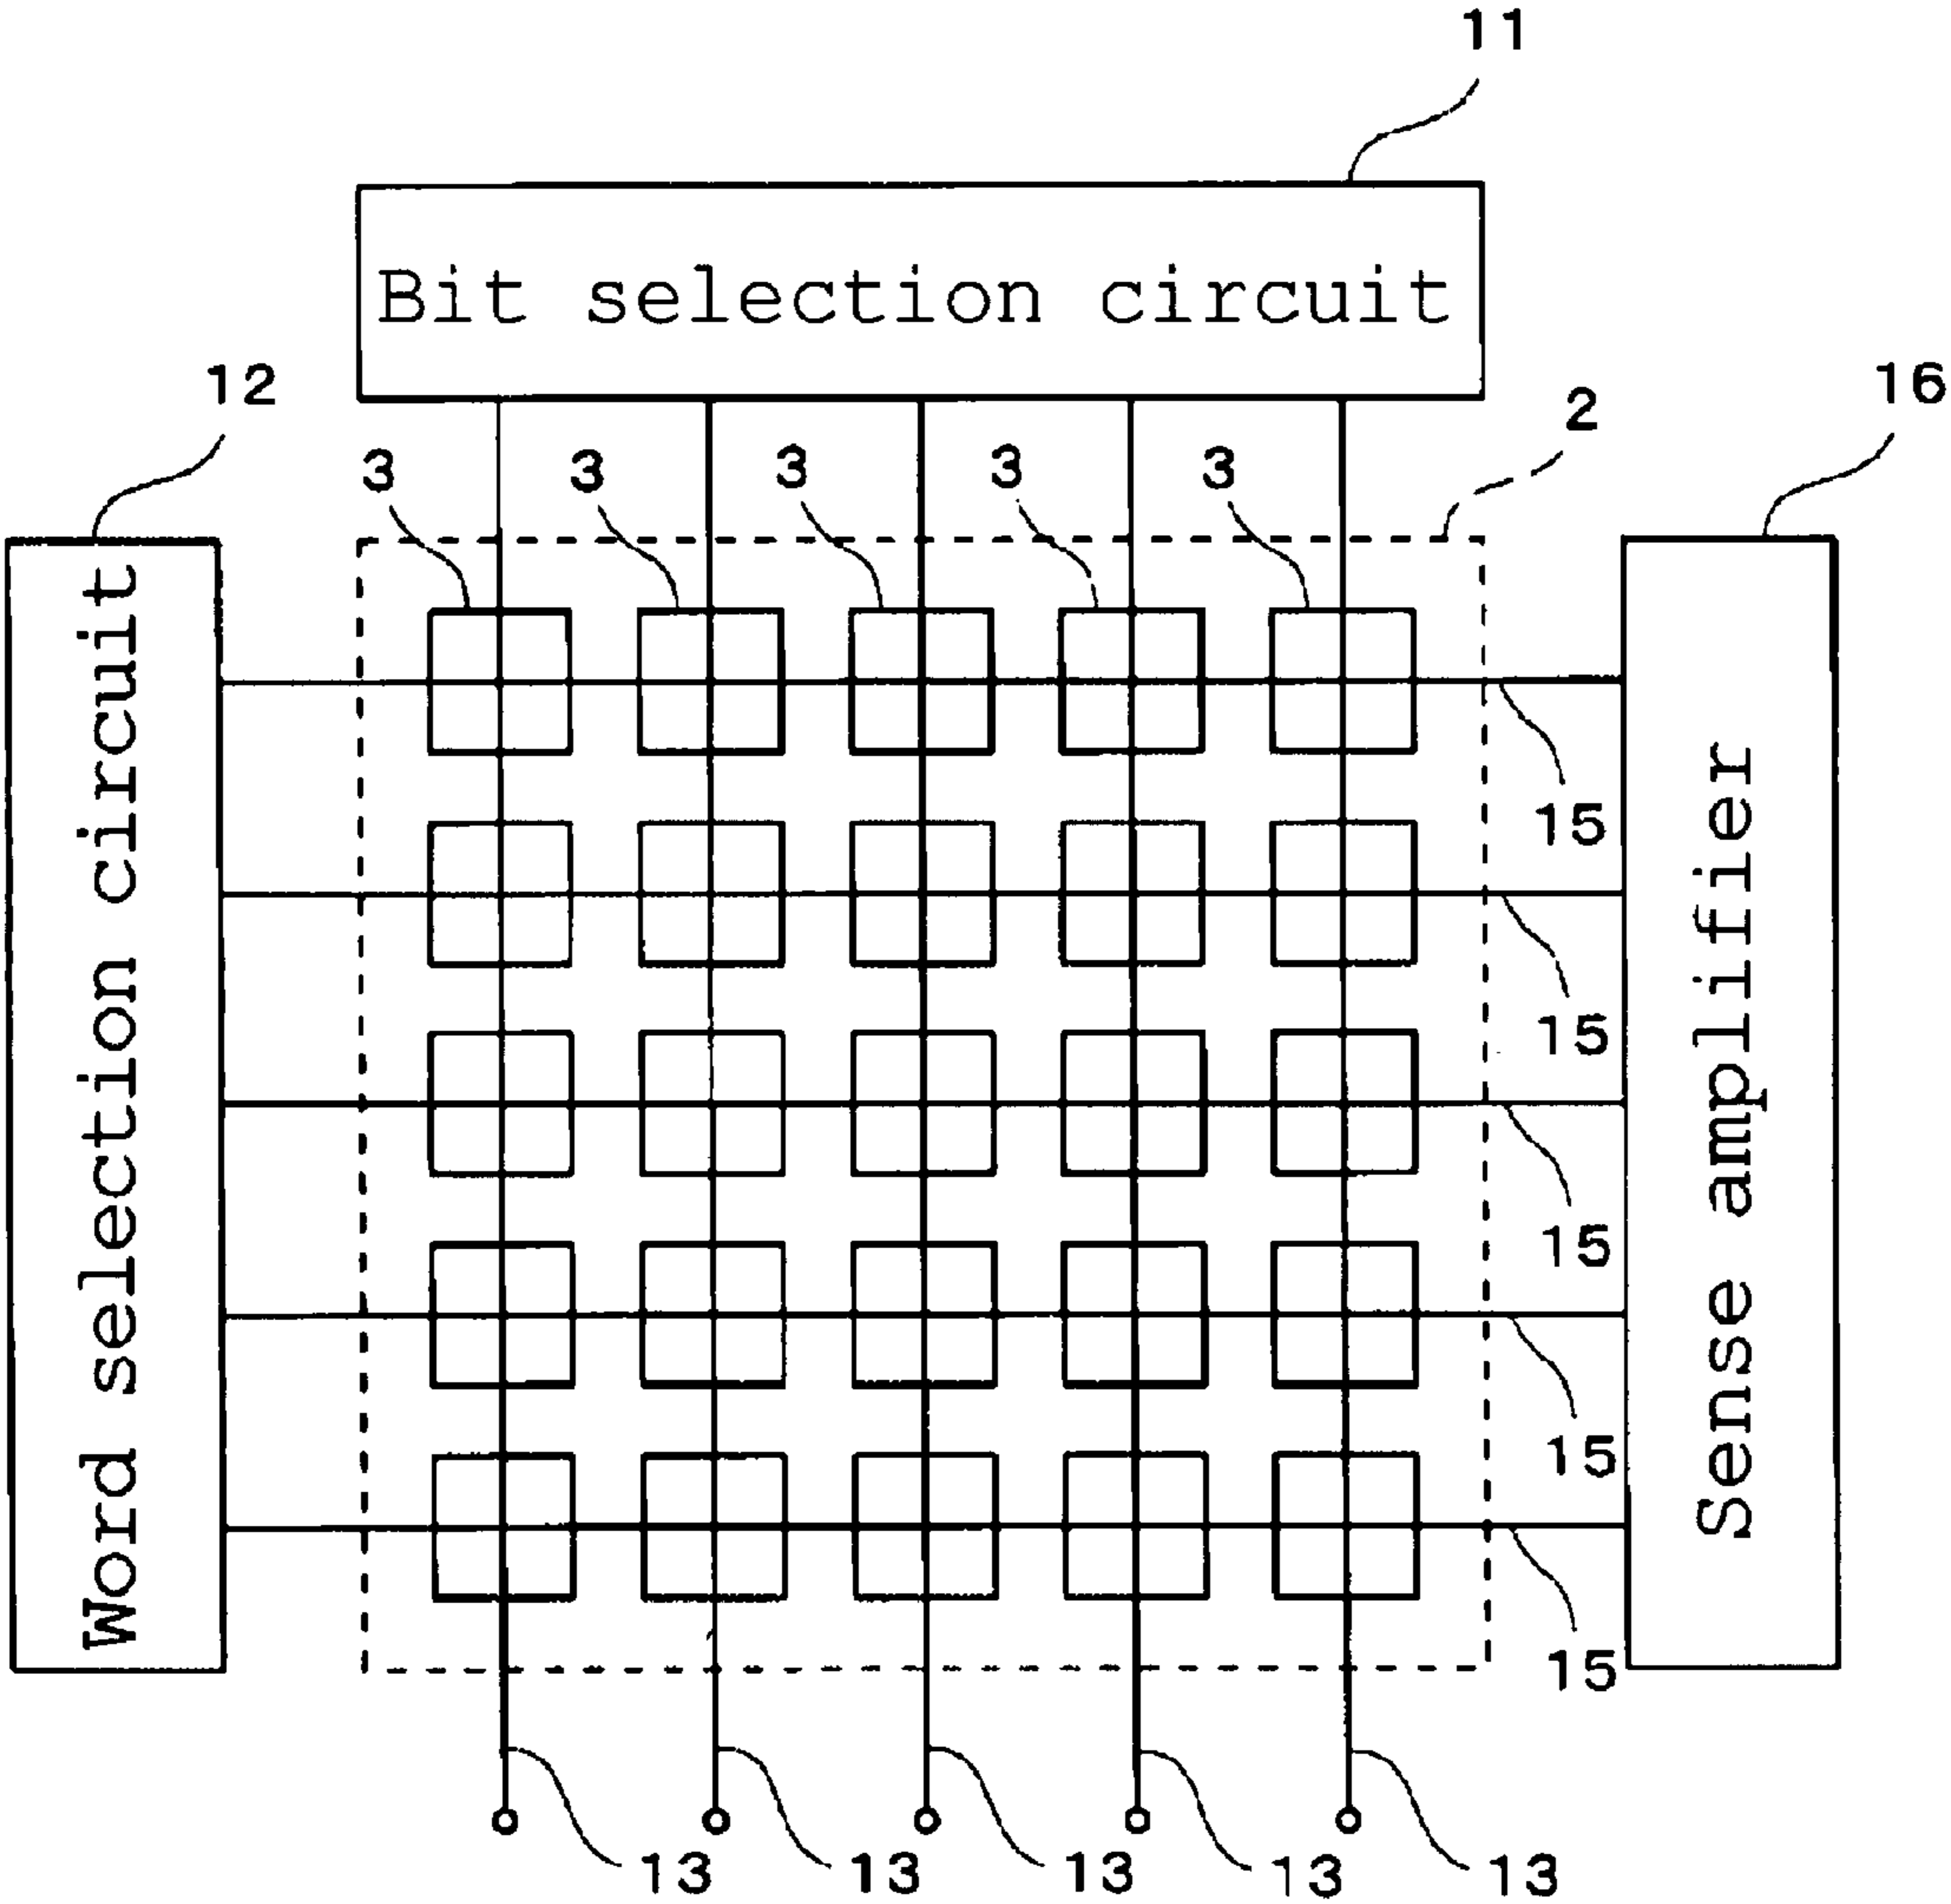 11
Bit selection circuit
12
16
2
3 3 3 3 3
Word selection circuit
Sense amplifier
15
15
15
15
15
13 13 13 13 13